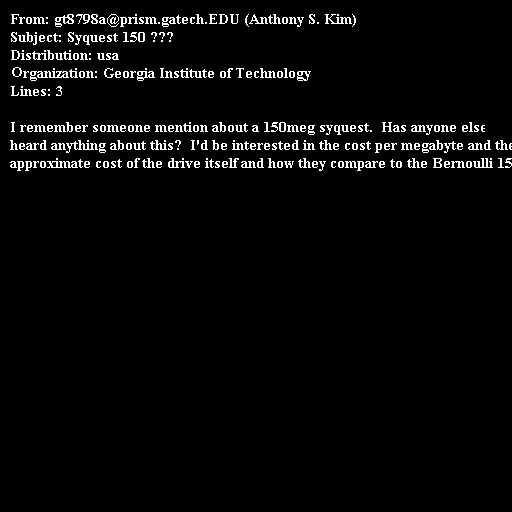 From: gt8798a@prism.gatech.EDU (Anthony S. Kim)
Subject: Syquest 150 ???
Distribution: usa
Organization: Georgia Institute of Technology
Lines: 3

I remember someone mention about a 150meg syquest.  Has anyone else
heard anything about this?  I'd be interested in the cost per megabyte and the
approximate cost of the drive itself and how they compare to the Bernoulli 15